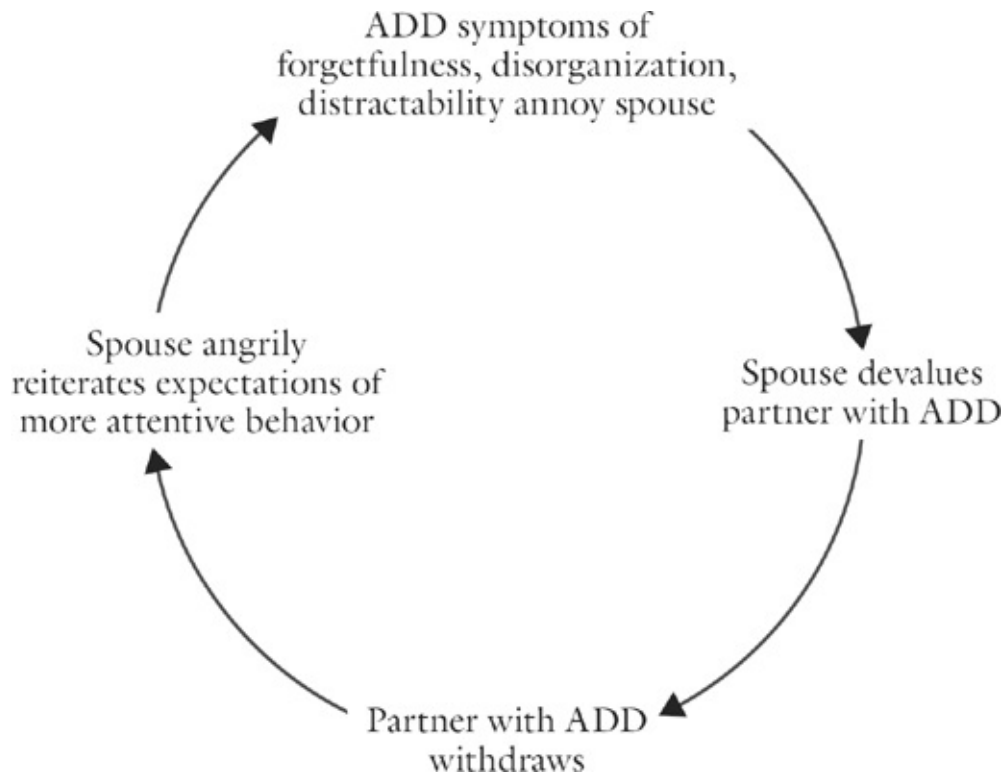 ADD symptoms of
forgetfulness, disorganization,
distractability annoy spouse
Spouse devalues
partner with ADD
Partner with ADD
withdraws
Spouse angrily
reiterates expectations of
more attentive behavior